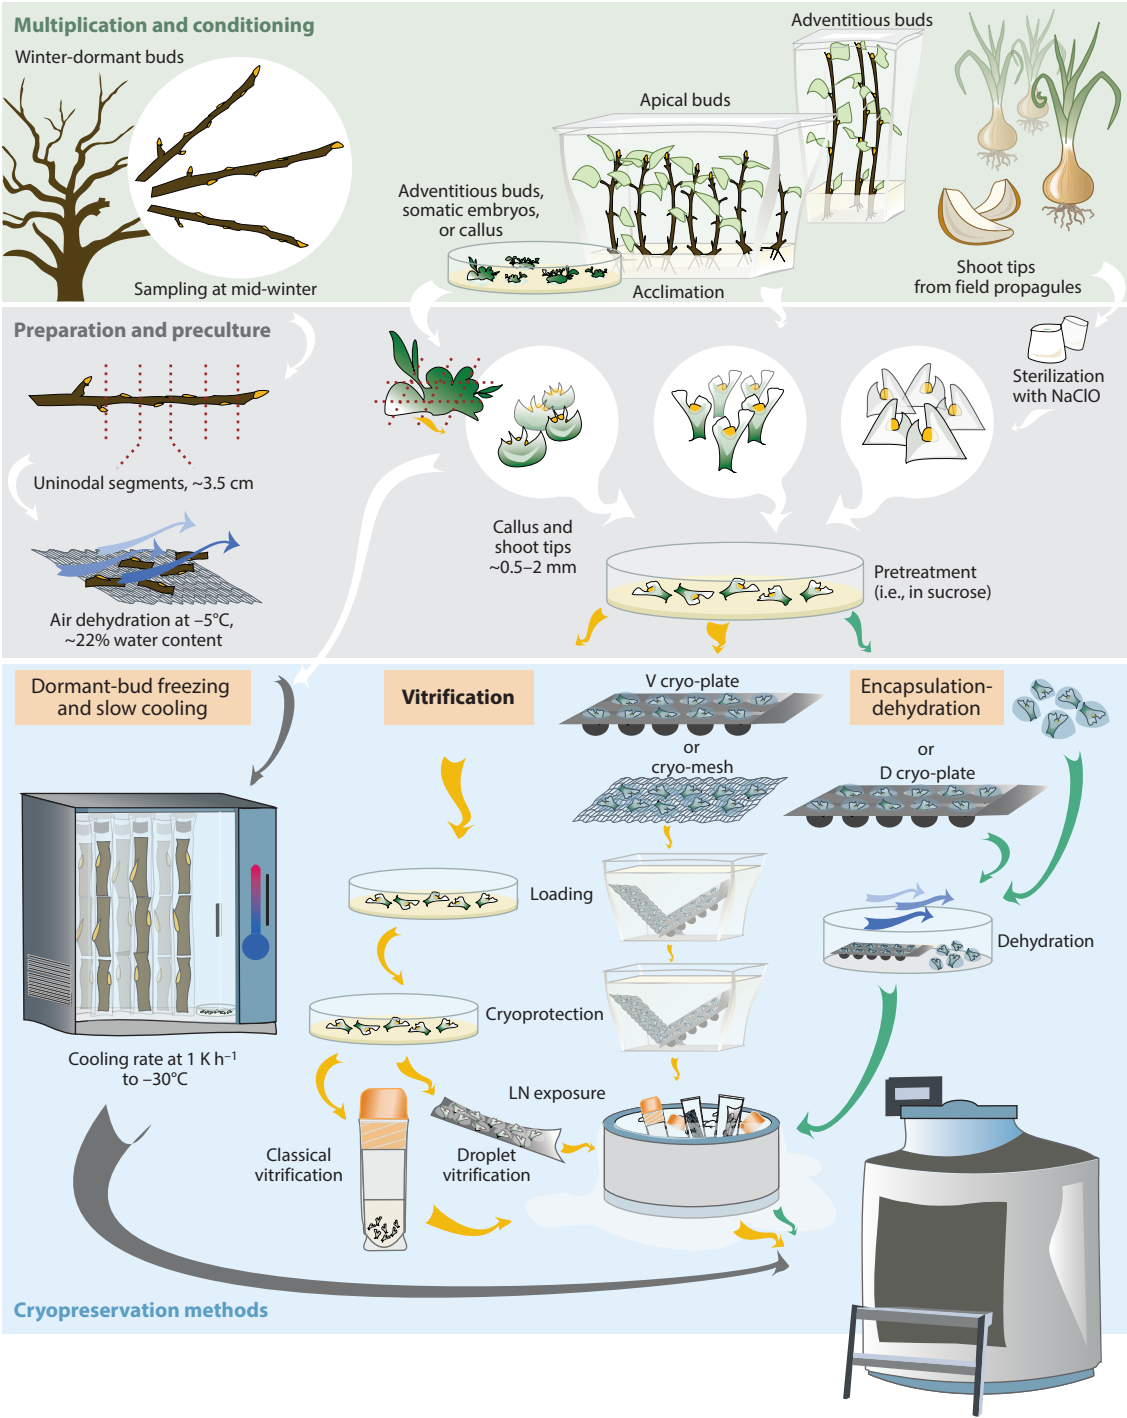 Multiplication and conditioning
Winter-dormant buds
Sampling at mid-winter
Adventitious buds,
somatic embryos,
or callus
Apical buds
Acclimation
Adventitious buds
Shoot tips
from field propagules
Preparation and preculture
Uninodal segments, ~3.5 cm
Air dehydration at –5°C,
~22% water content
Sterilization
with NaClO
Callus and
shoot tips
~0.5–2 mm
Pretreatment
(i.e., in sucrose)
Dormant-bud freezing
and slow cooling
Cooling rate at 1 K h⁻¹
to –30°C
Vitrification
V cryo-plate
or
cryo-mesh
Encapsulation-
dehydration
or
D cryo-plate
Loading
Dehydration
Cryoprotection
LN exposure
Classical
vitrification
Droplet
vitrification
Cryopreservation methods